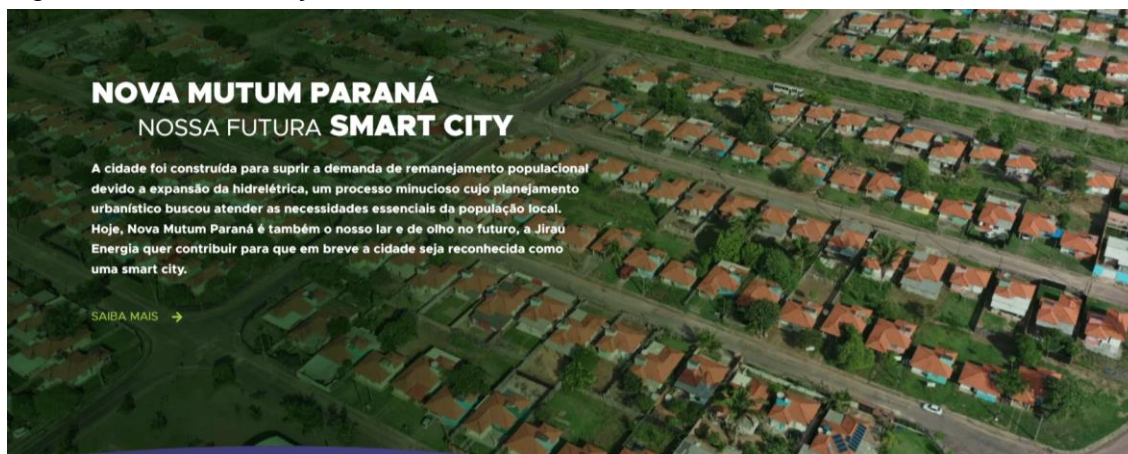 NOVA MUTUM PARANÁ
NOSSA FUTURA SMART CITY
A cidade foi construída para suprir a demanda de remanejamento populacional
devido a expansão da hidrelétrica, um processo minucioso cujo planejamento
urbanístico buscou atender as necessidades essenciais da população local.
Hoje, Nova Mutum Paraná é também o nosso lar e de olho no futuro, a Jirau
Energia quer contribuir para que em breve a cidade seja reconhecida como
uma smart city.
SAIBA MAIS →